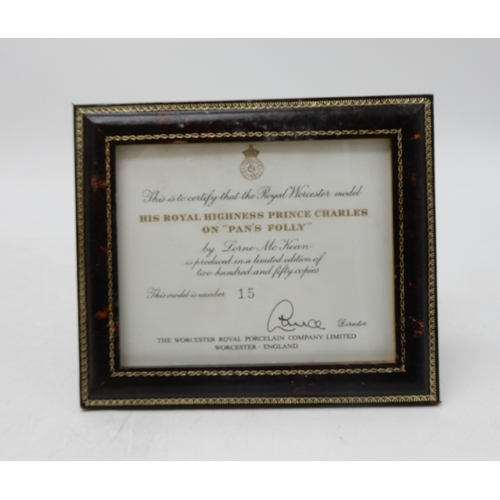 This is to certify that the Royal Worcester model
HIS ROYAL HIGHNESS PRINCE CHARLES
ON "PAN'S FOLLY"
by Lorne McKean
is produced in a limited edition of
two hundred and fifty copies
This model is number 15
Director
THE WORCESTER ROYAL PORCELAIN COMPANY LIMITED
WORCESTER · ENGLAND